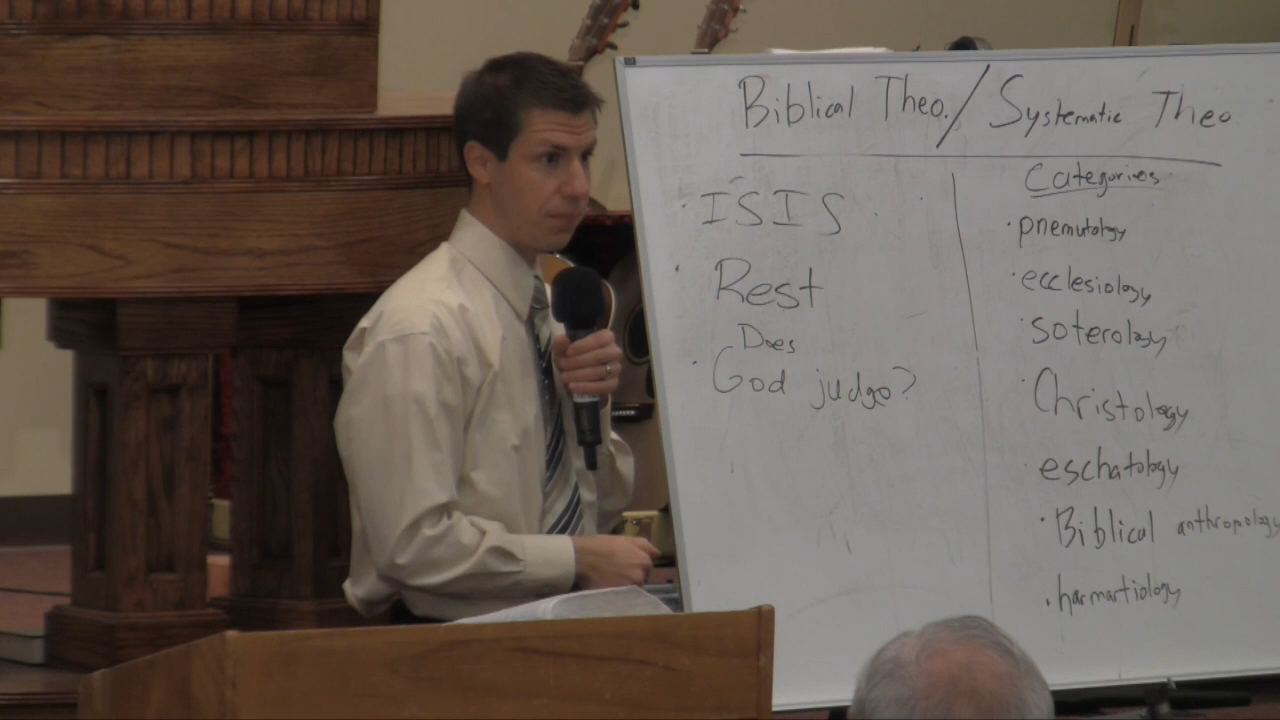 Biblical Theo. / Systematic Theo
· ISIS
· Rest
Does
· God judge?
Categories
· pnemutology
· ecclesiology
· soterology
· Christology
eschatology
· Biblical anthropology
· harmartiology